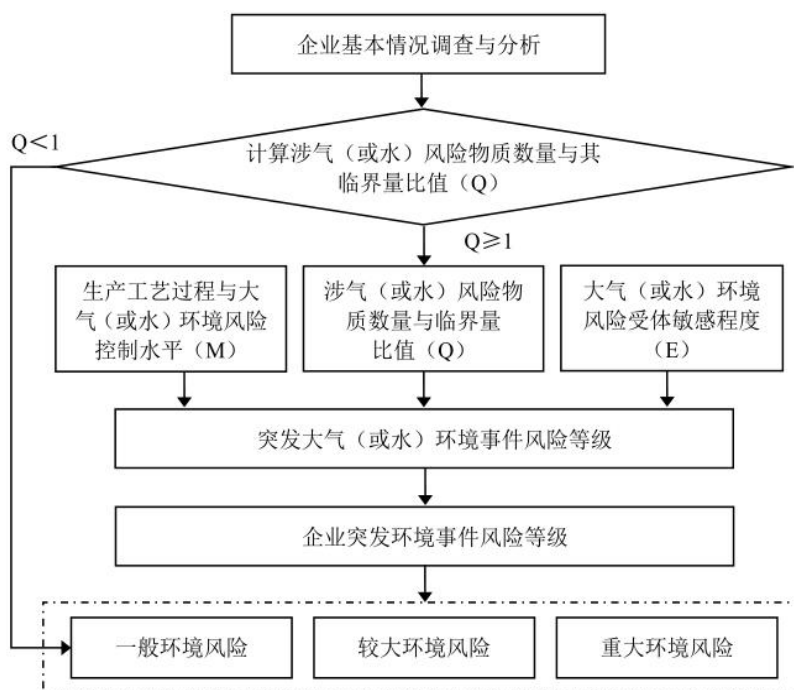 企业基本情况调查与分析
Q＜1
计算涉气（或水）风险物质数量与其
临界量比值（Q）
Q≥1
生产工艺过程与大
气（或水）环境风险
控制水平（M）
涉气（或水）风险物
质数量与临界量
比值（Q）
大气（或水）环境
风险受体敏感程度
（E）
突发大气（或水）环境事件风险等级
企业突发环境事件风险等级
一般环境风险
较大环境风险
重大环境风险